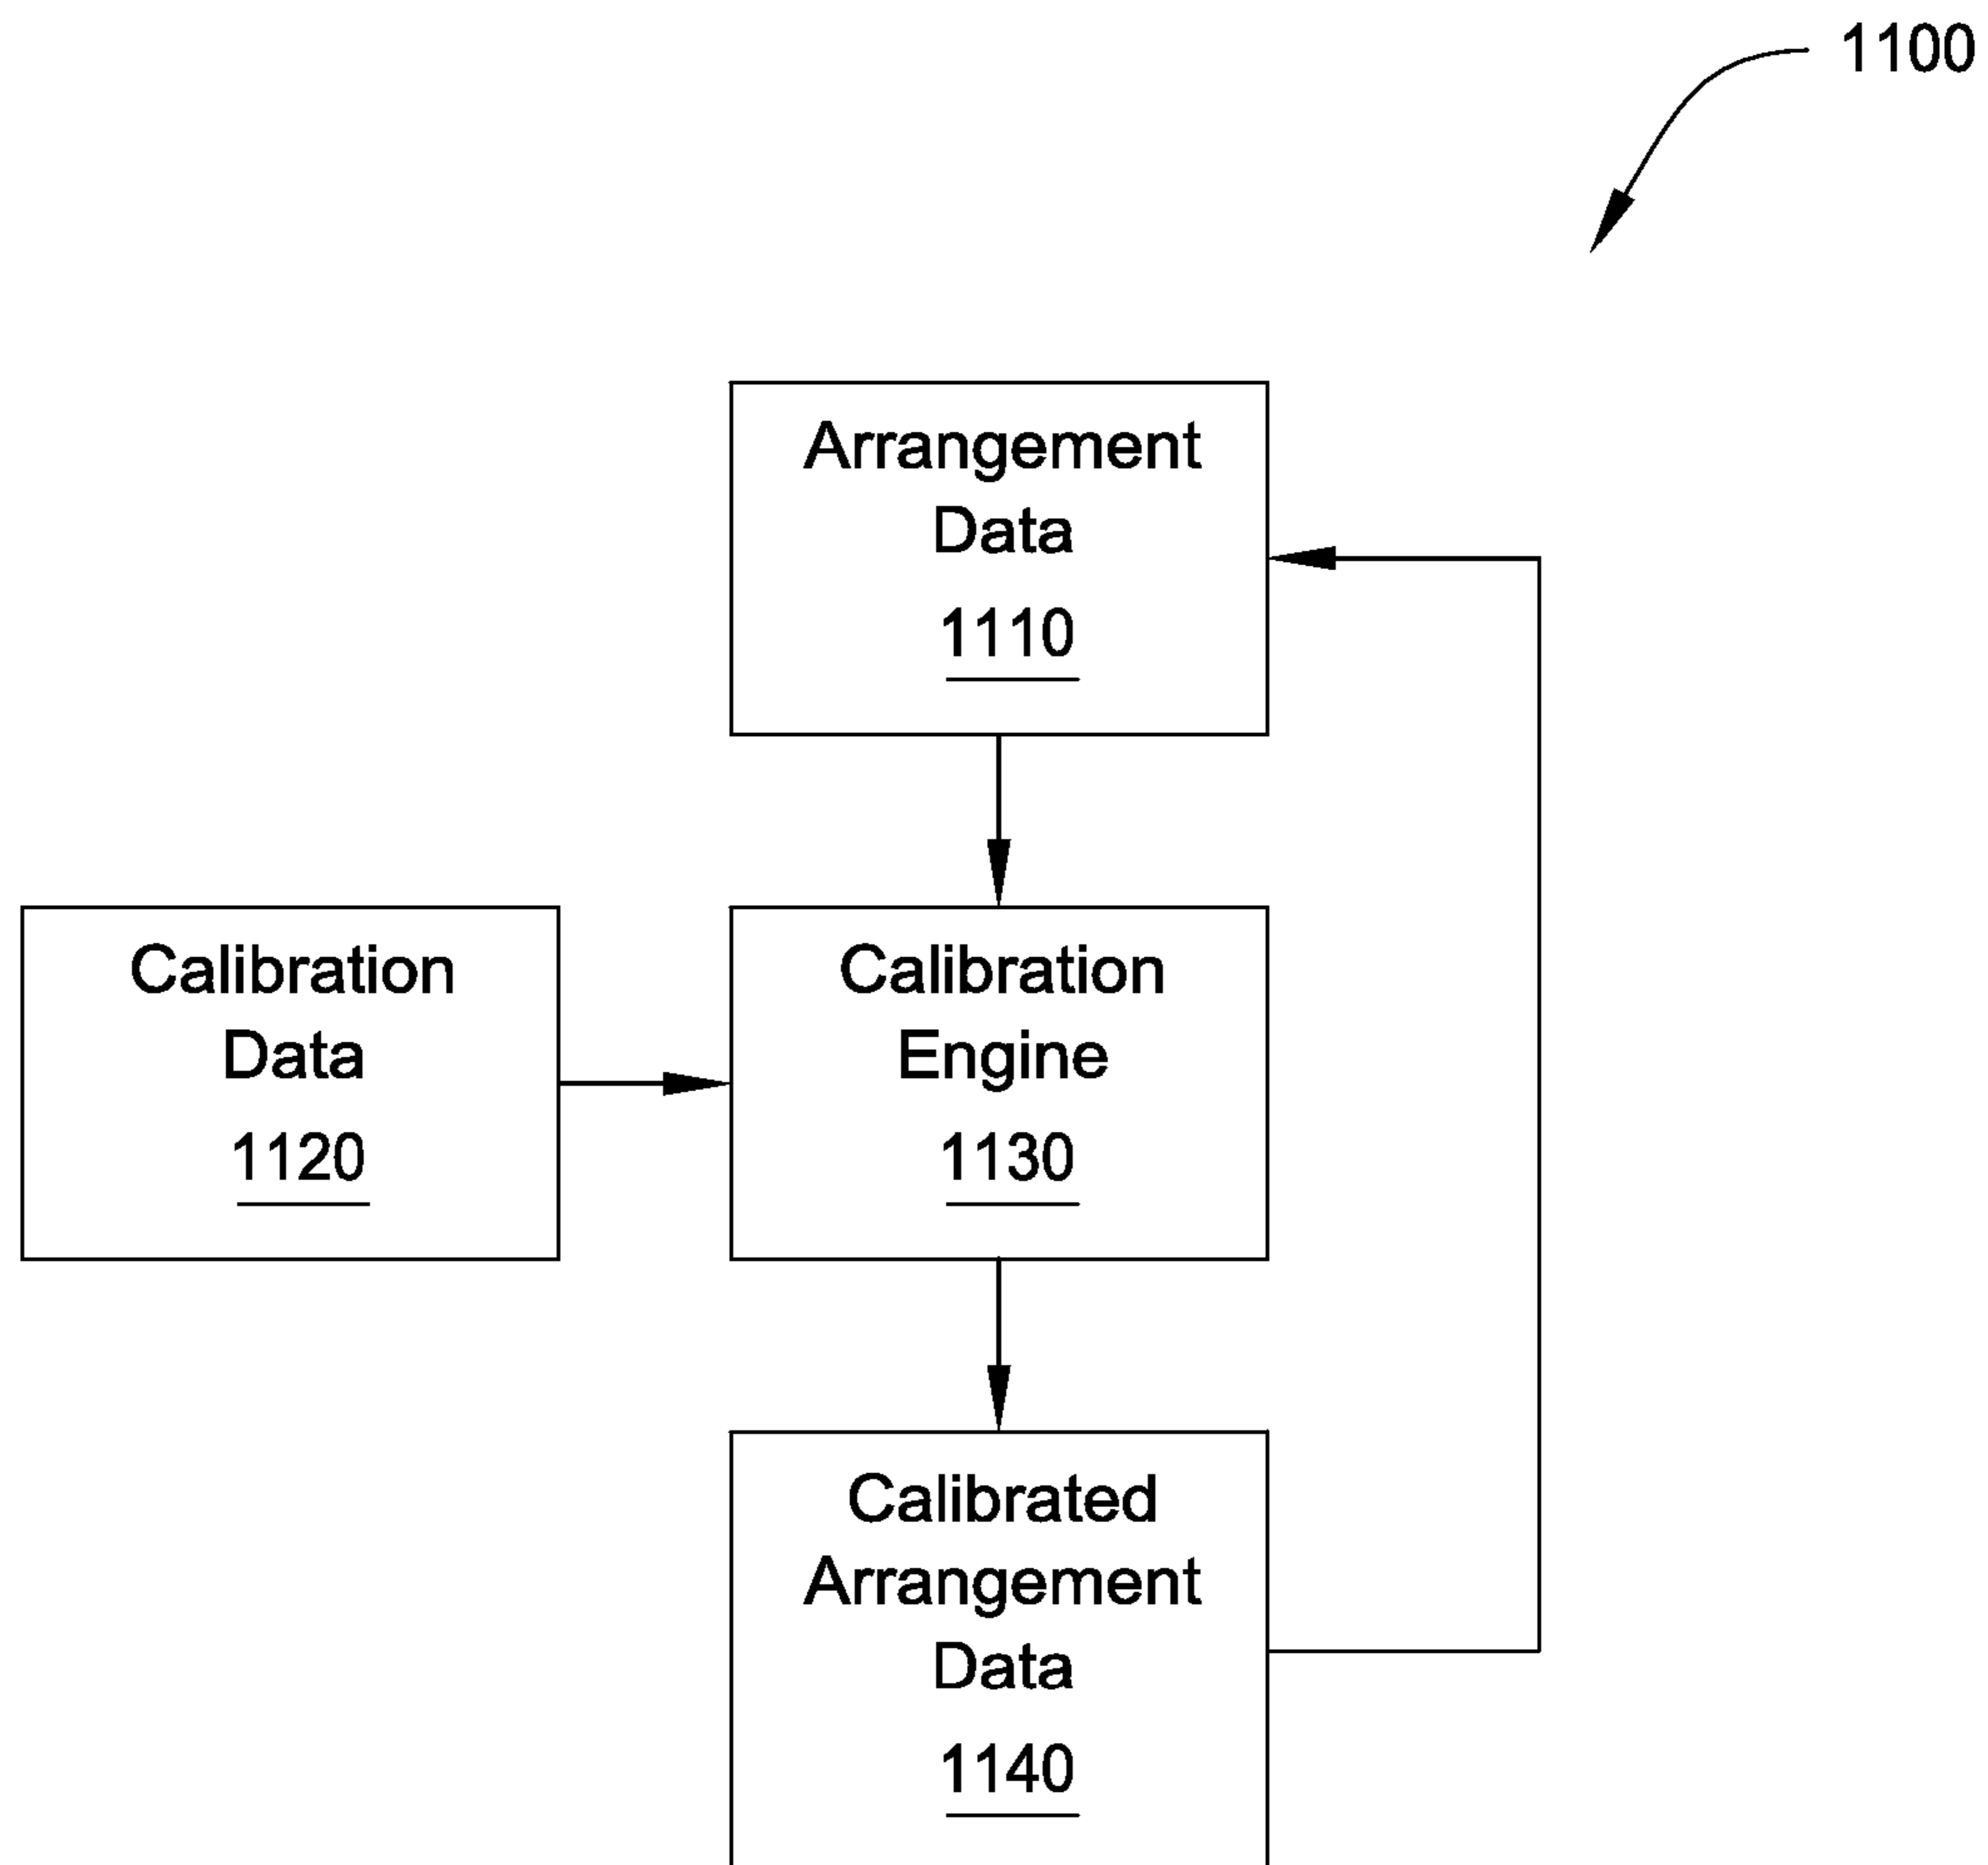 1100
Arrangement
Data
1110
Calibration
Data
1120
Calibration
Engine
1130
Calibrated
Arrangement
Data
1140